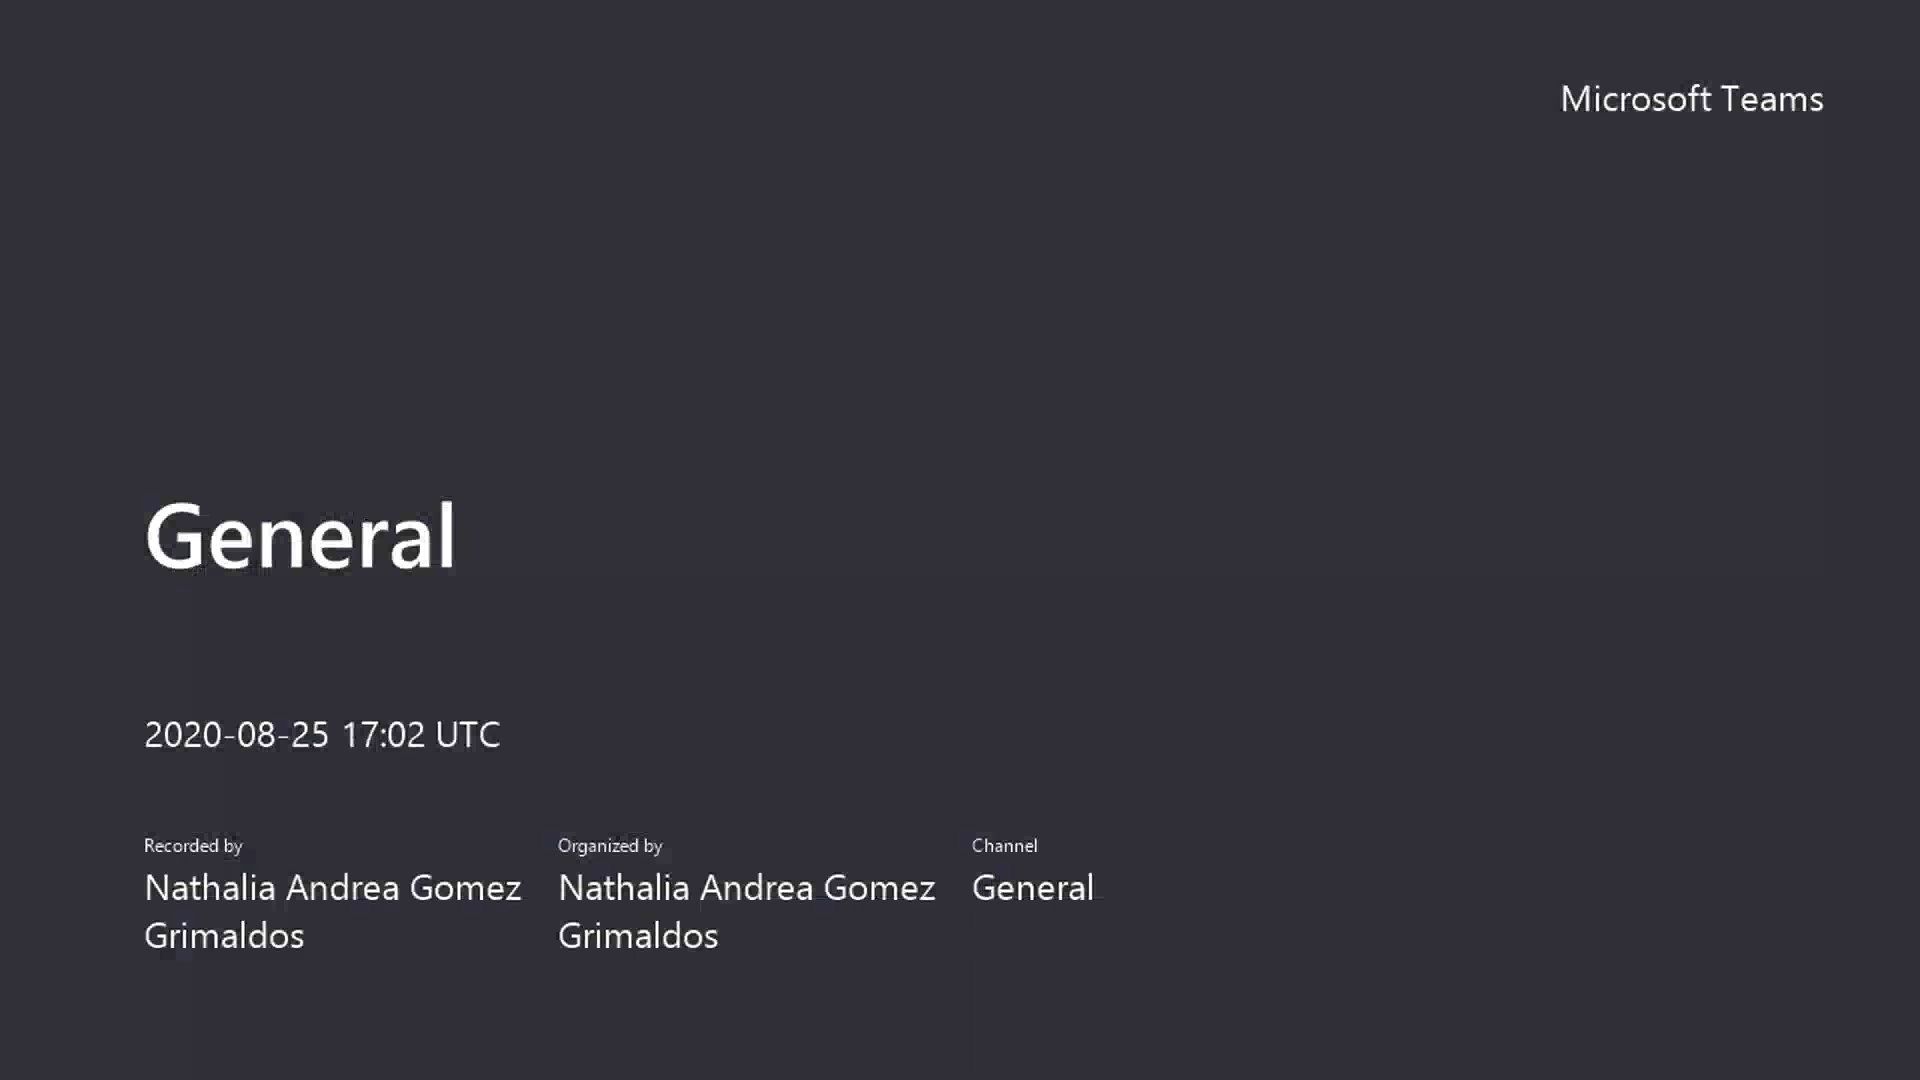 Microsoft Teams
General
2020-08-25 17:02 UTC
Recorded by
Nathalia Andrea Gomez
Grimaldos
Organized by
Nathalia Andrea Gomez
Grimaldos
Channel
General